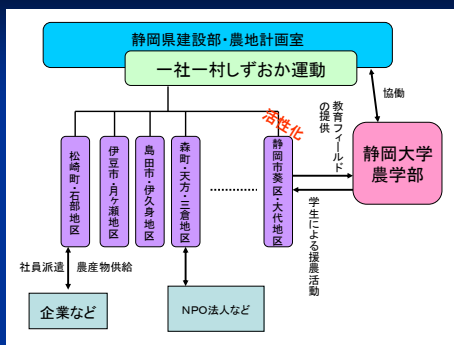 静岡県建設部・農地計画室
一社一村しずおか運動
活性化
協働
教育フィールド
の提供
静岡大学
農学部
松崎町・石部地区
伊豆市・月ヶ瀬地区
島田市・伊久身地区
森町・天方・三倉地区
静岡市葵区・大代地区
学生による援農活動
社員派遣
農産物供給
企業など
NPO法人など